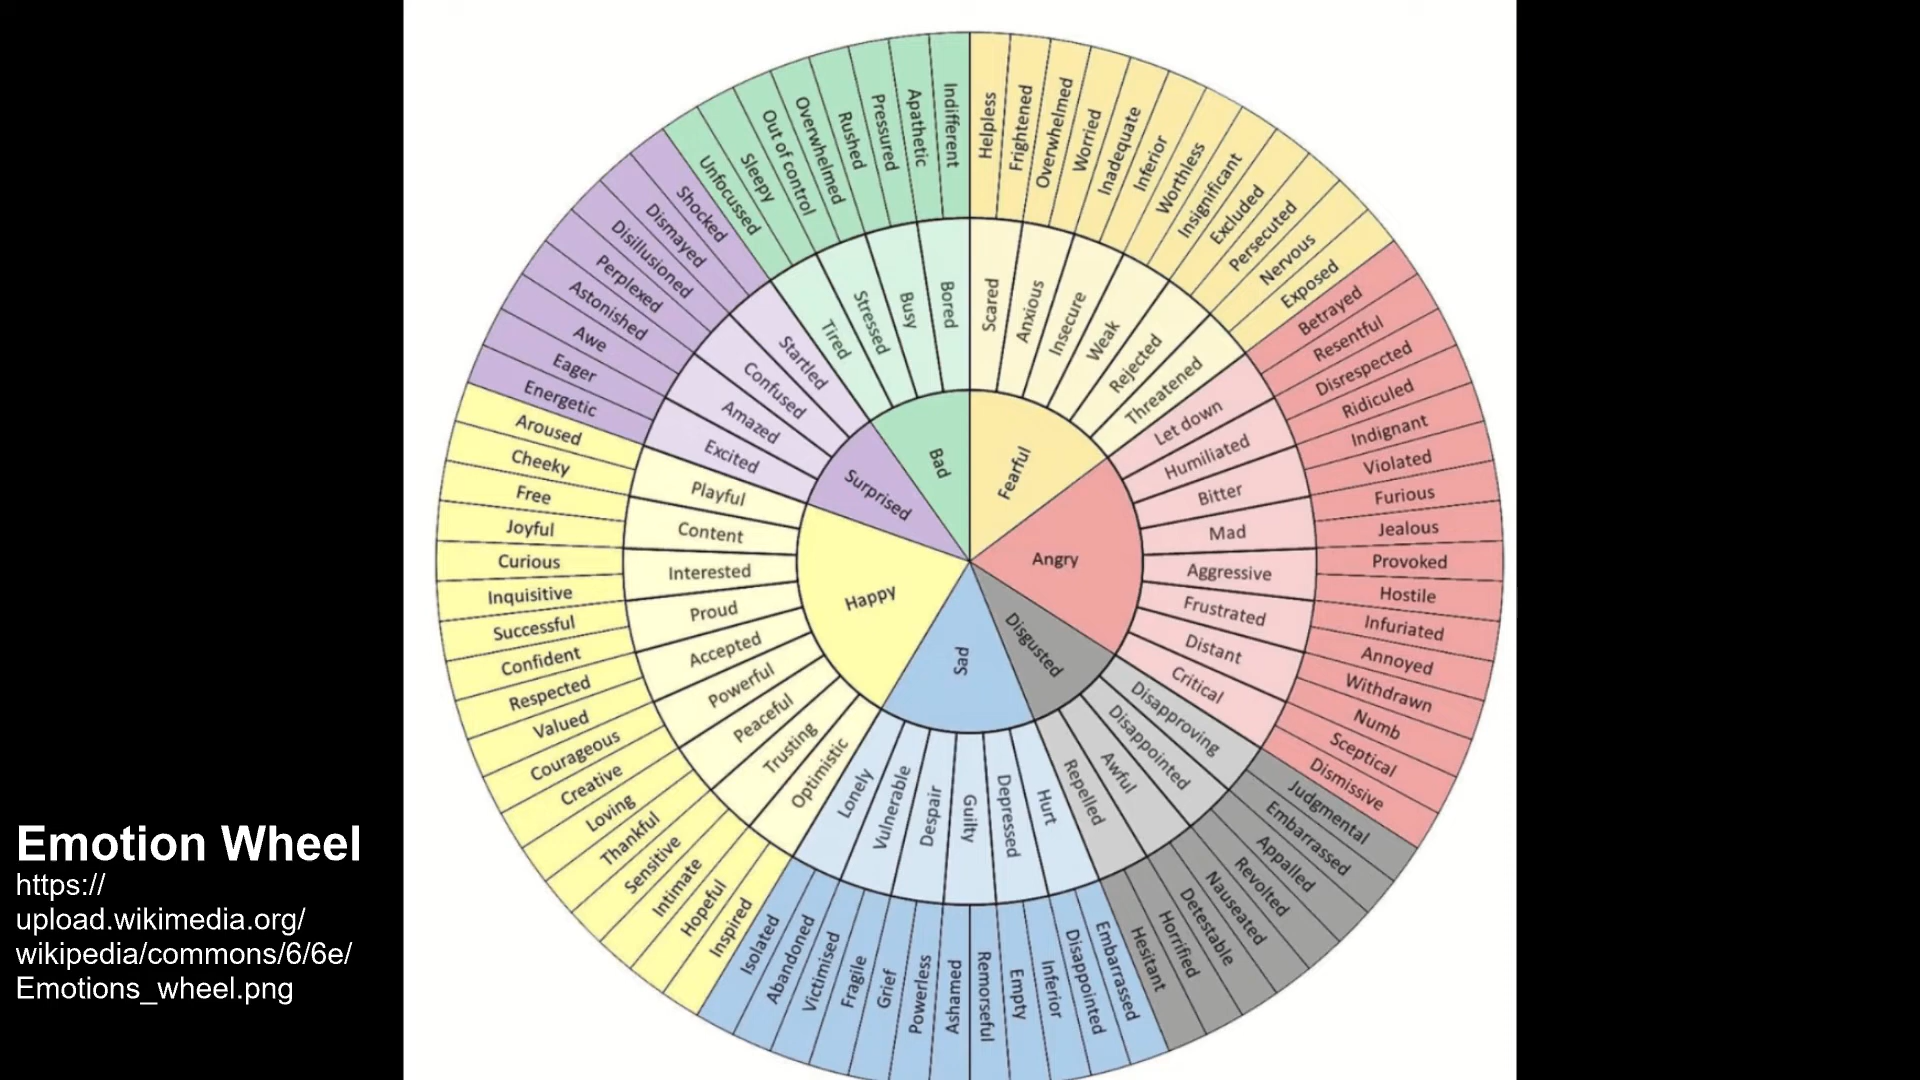 Emotion Wheel
https://
upload.wikimedia.org/
wikipedia/commons/6/6e/
Emotions_wheel.png
Fearful
Angry
Disgusted
Sad
Happy
Surprised
Bad
Scared
Anxious
Insecure
Weak
Rejected
Threatened
Let down
Humiliated
Bitter
Mad
Aggressive
Frustrated
Distant
Critical
Disapproving
Disappointed
Awful
Repelled
Hurt
Depressed
Guilty
Despair
Vulnerable
Lonely
Optimistic
Trusting
Peaceful
Powerful
Accepted
Proud
Interested
Content
Playful
Excited
Amazed
Confused
Startled
Tired
Stressed
Busy
Bored
Helpless
Frightened
Overwhelmed
Worried
Inadequate
Inferior
Worthless
Insignificant
Excluded
Persecuted
Nervous
Exposed
Betrayed
Resentful
Disrespected
Ridiculed
Indignant
Violated
Furious
Jealous
Provoked
Hostile
Infuriated
Annoyed
Withdrawn
Numb
Sceptical
Dismissive
Judgmental
Embarrassed
Appalled
Revolted
Nauseated
Detestable
Horrified
Hesitant
Embarrassed
Disappointed
Inferior
Empty
Remorseful
Ashamed
Powerless
Grief
Fragile
Victimised
Abandoned
Isolated
Inspired
Hopeful
Intimate
Sensitive
Thankful
Loving
Creative
Courageous
Valued
Respected
Confident
Successful
Inquisitive
Curious
Joyful
Free
Cheeky
Aroused
Energetic
Eager
Awe
Astonished
Perplexed
Disillusioned
Dismayed
Shocked
Unfocussed
Sleepy
Out of control
Overwhelmed
Rushed
Pressured
Apathetic
Indifferent